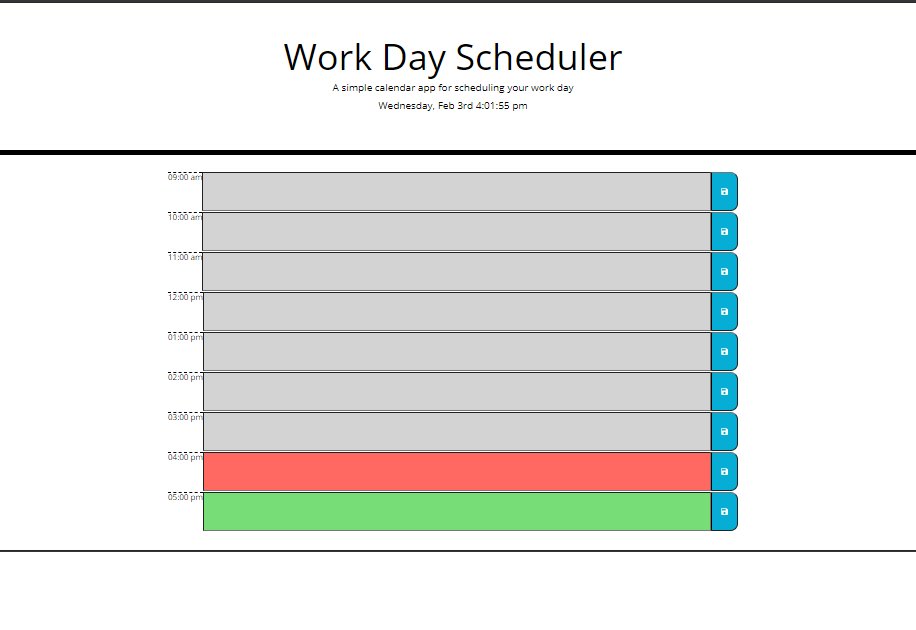 Work Day Scheduler
A simple calendar app for scheduling your work day
Wednesday, Feb 3rd 4:01:55 pm
09:00 am
10:00 am
11:00 am
12:00 pm
01:00 pm
02:00 pm
03:00 pm
04:00 pm
05:00 pm